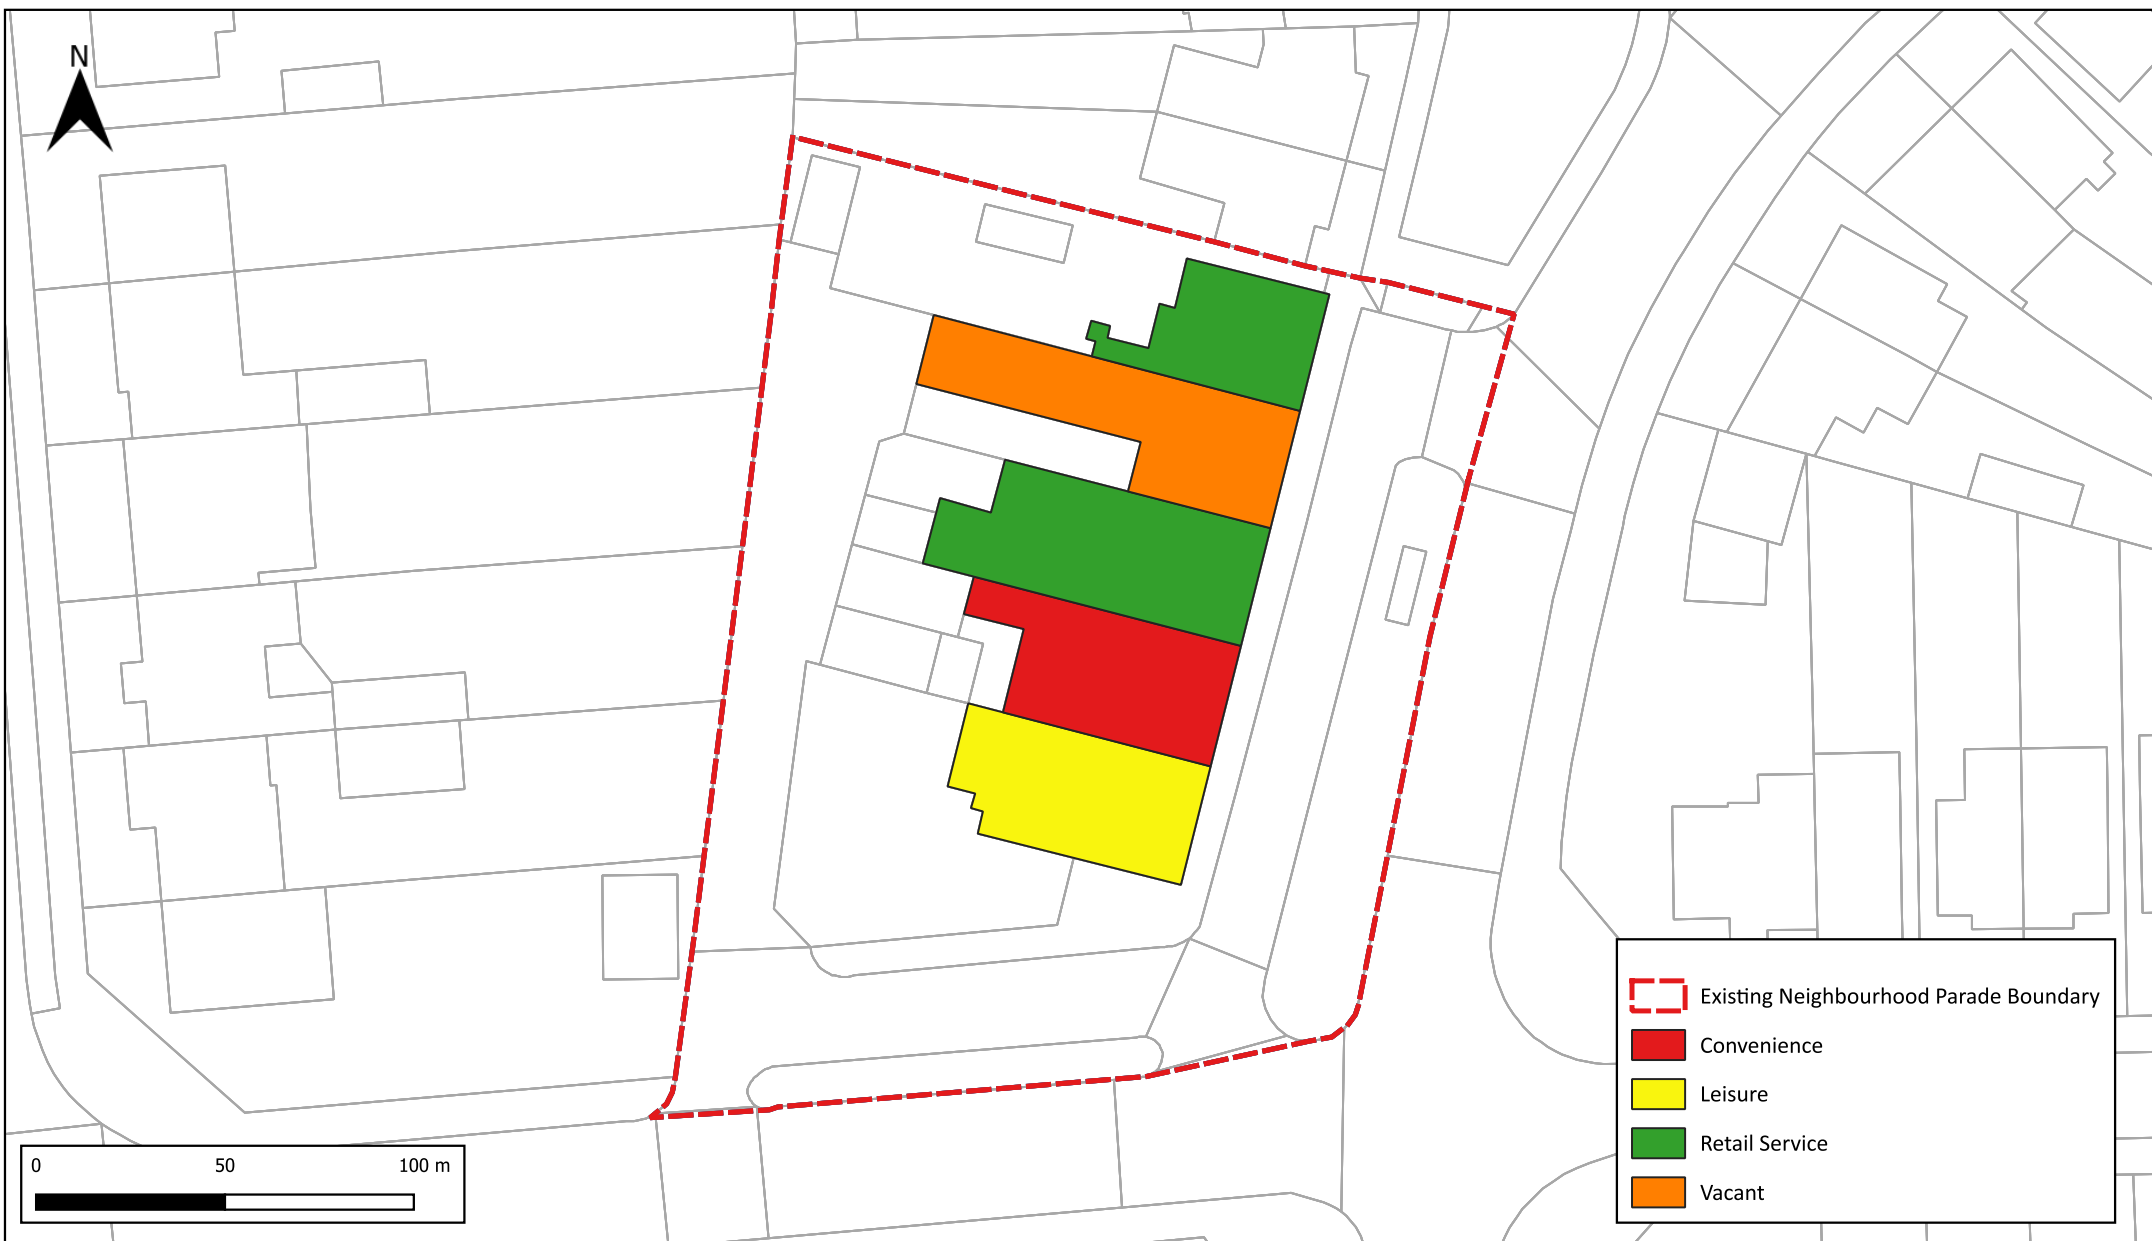 N
0 50 100 m
Existing Neighbourhood Parade Boundary
Convenience
Leisure
Retail Service
Vacant